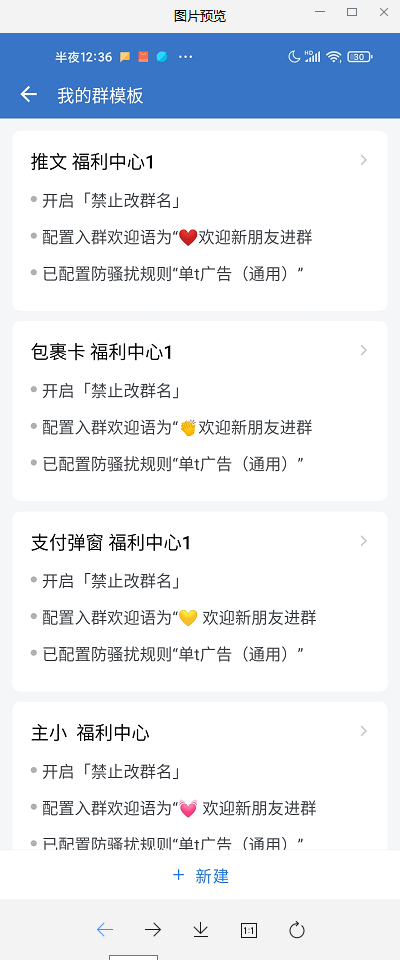 图片预览
半夜12:36
HD
30
我的群模板
推文 福利中心1
开启「禁止改群名」
配置入群欢迎语为“❤️欢迎新朋友进群
已配置防骚扰规则“单t广告（通用）”
包裹卡 福利中心1
开启「禁止改群名」
配置入群欢迎语为“👏欢迎新朋友进群
已配置防骚扰规则“单t广告（通用）”
支付弹窗 福利中心1
开启「禁止改群名」
配置入群欢迎语为“💛 欢迎新朋友进群
已配置防骚扰规则“单t广告（通用）”
主小 福利中心
开启「禁止改群名」
配置入群欢迎语为“💓 欢迎新朋友进群
已配置防骚扰规则“单t广告（通用）”
+ 新建
1:1